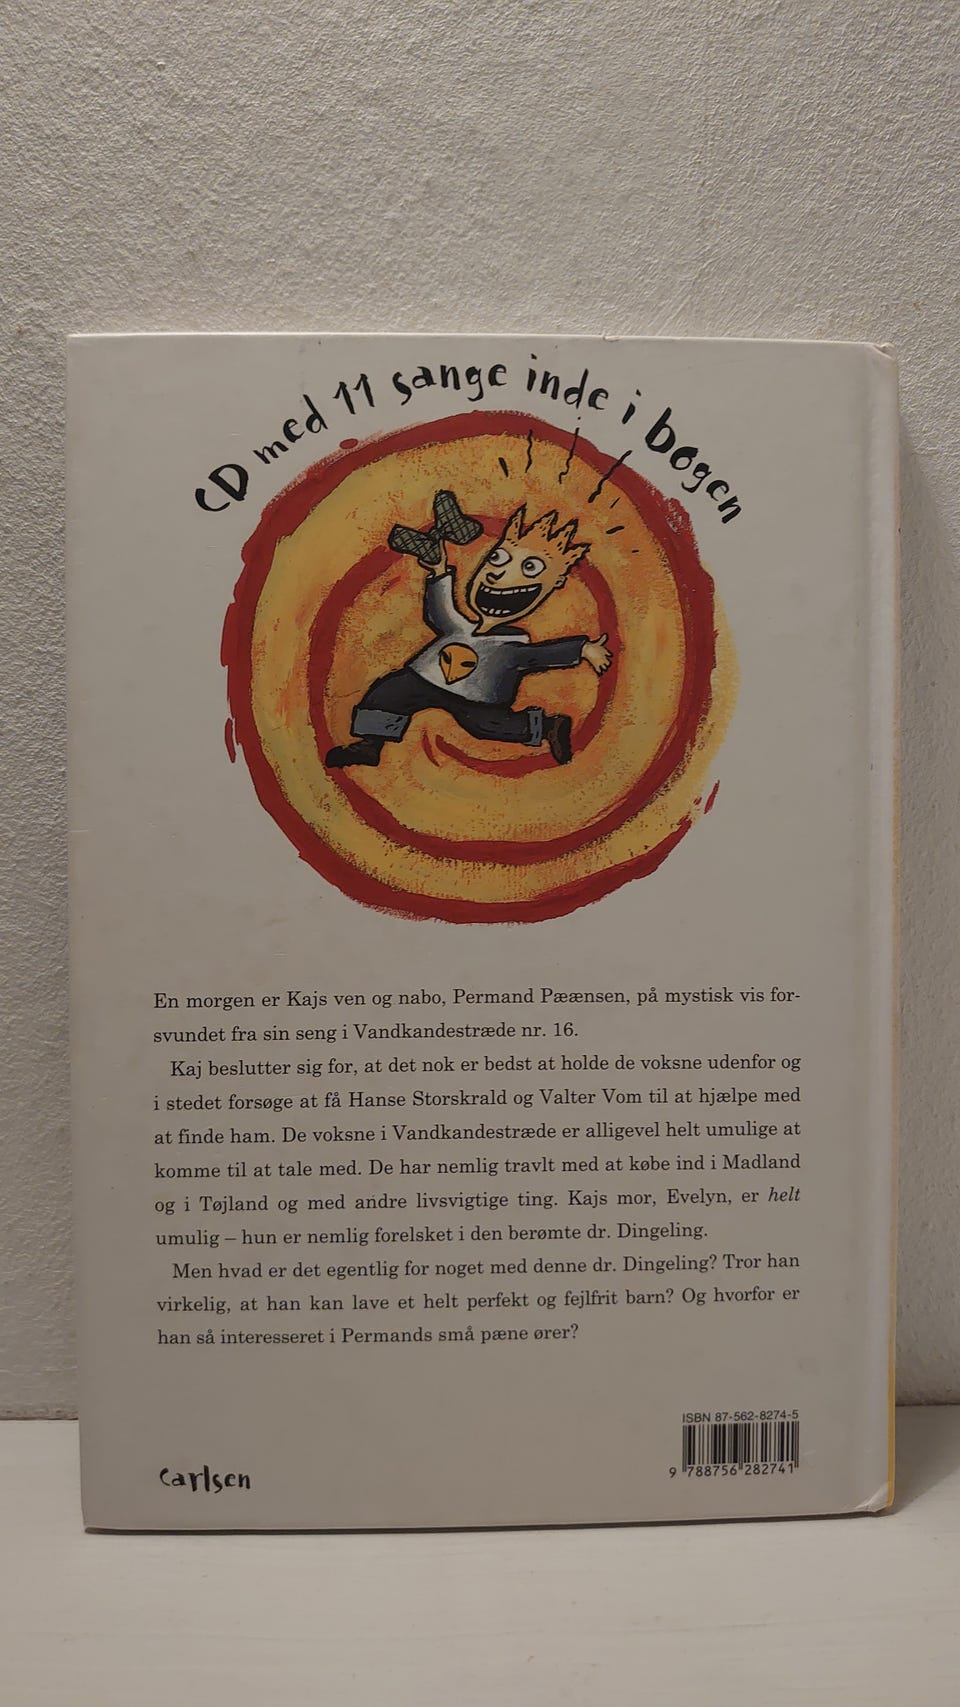 CD med 11 sange inde i bogen
En morgen er Kajs ven og nabo, Permand Pæænsen, på mystisk vis for-
svundet fra sin seng i Vandkandestræde nr. 16.
Kaj beslutter sig for, at det nok er bedst at holde de voksne udenfor og
i stedet forsøge at få Hanse Storskrald og Valter Vom til at hjælpe med
at finde ham. De voksne i Vandkandestræde er alligevel helt umulige at
komme til at tale med. De har nemlig travlt med at købe ind i Madland
og i Tøjland og med andre livsvigtige ting. Kajs mor, Evelyn, er helt
umulig – hun er nemlig forelsket i den berømte dr. Dingeling.
Men hvad er det egentlig for noget med denne dr. Dingeling? Tror han
virkelig, at han kan lave et helt perfekt og fejlfrit barn? Og hvorfor er
han så interesseret i Permands små pæne ører?
ISBN 87-562-8274-5
9 788756 282741
carlsen